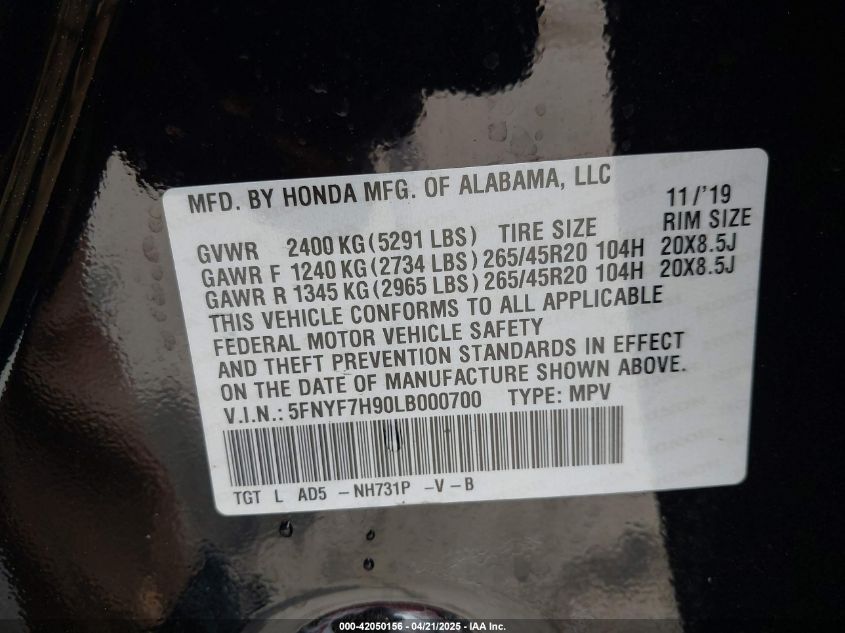 MFD. BY HONDA MFG. OF ALABAMA, LLC 11/'19
GVWR 2400 KG (5291 LBS) TIRE SIZE RIM SIZE
GAWR F 1240 KG (2734 LBS) 265/45R20 104H 20X8.5J
GAWR R 1345 KG (2965 LBS) 265/45R20 104H 20X8.5J
THIS VEHICLE CONFORMS TO ALL APPLICABLE
FEDERAL MOTOR VEHICLE SAFETY
AND THEFT PREVENTION STANDARDS IN EFFECT
ON THE DATE OF MANUFACTURE SHOWN ABOVE.
V.I.N.: 5FNYF7H90LB000700 TYPE: MPV
TGT L AD5 -NH731P -V-B
000-42050156 - 04/21/2025 - IAA Inc.